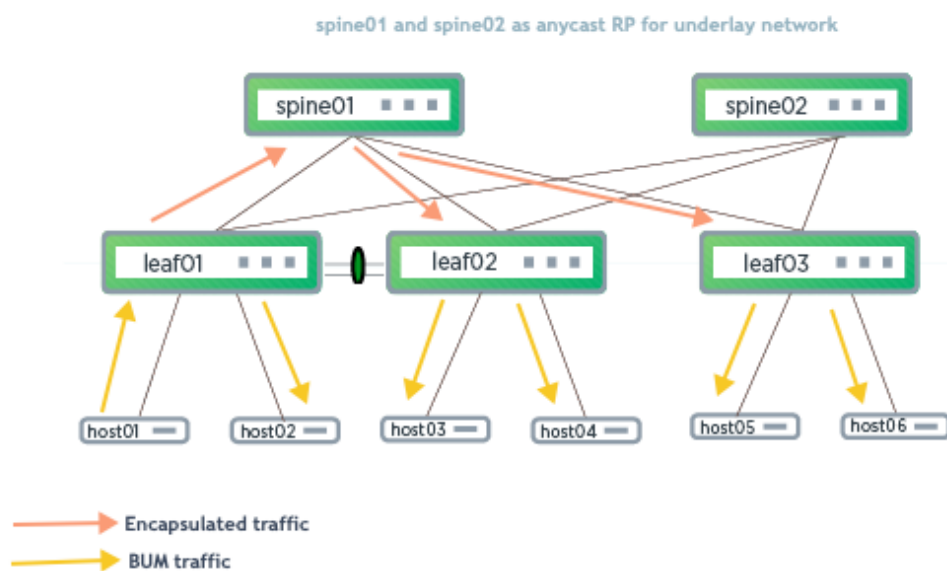 spine01 and spine02 as anycast RP for underlay network
spine01
spine02
leaf01
leaf02
leaf03
host01
host02
host03
host04
host05
host06
Encapsulated traffic
BUM traffic